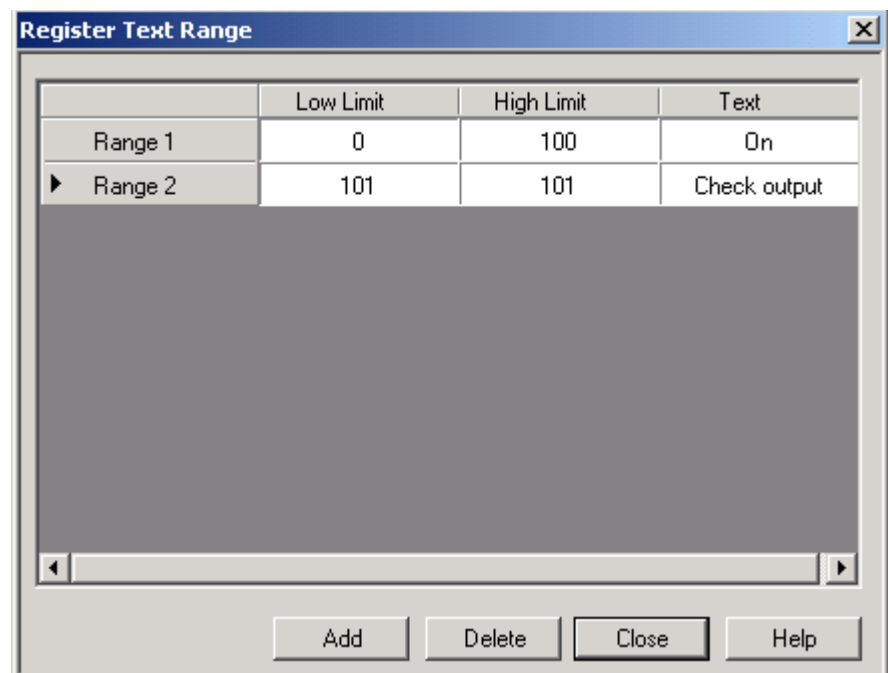 Register Text Range
Low Limit High Limit Text
Range 1 0 100 On
Range 2 101 101 Check output
Add Delete Close Help